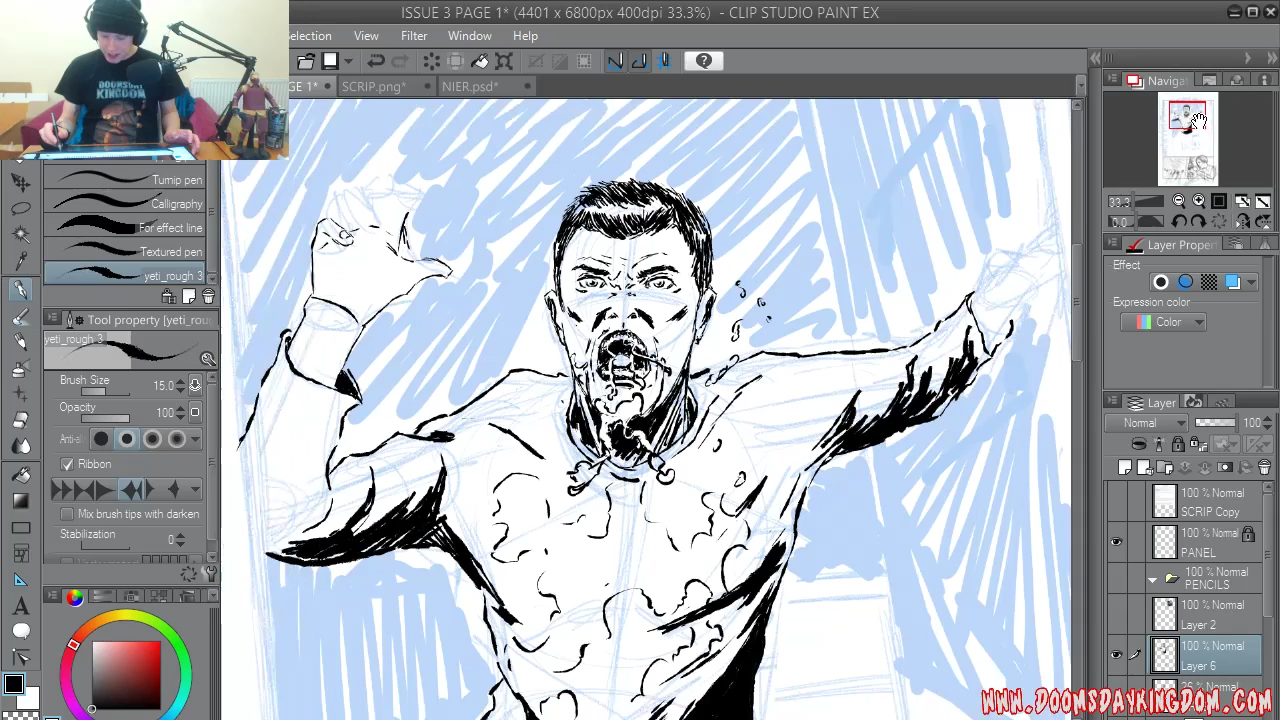 ISSUE 3 PAGE 1* (4401 x 6800px 400dpi 33.3%) - CLIP STUDIO PAINT EX
Selection View Filter Window Help
GE 1* SCRIP.png* NIER.psd*
DOOMSDAY
KINGDOM
Turnip pen
Calligraphy
For effect line
Textured pen
yeti_rough 3
Tool property (yeti_rou
yeti_rough 3
Brush Size 15.0
Opacity 100
Anti-al
Ribbon
Mix brush tips with darken
Stabilization 0
Navigat
33.3
0.0
Layer Proper
Effect
Expression color
Color
Layer
Normal 100
100 % Normal
SCRIP Copy
100 % Normal
PANEL
100 % Normal
PENCILS
100 % Normal
Layer 2
100 % Normal
Layer 6
WWW.DOOMSDAYKINGDOM.COM